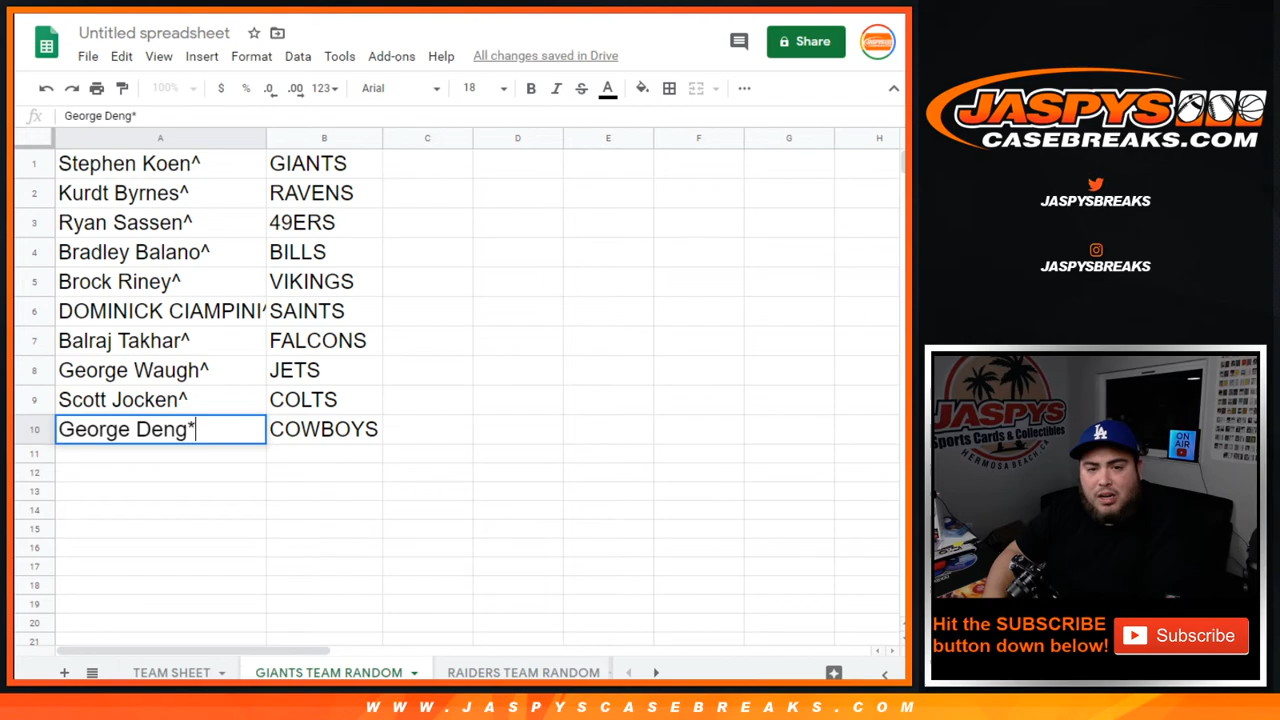 Untitled spreadsheet
File Edit View Insert Format Data Tools Add-ons Help All changes saved in Drive
Share
100% $ % .0 .00 123 Arial 18 B I S A
fx George Deng*
A B C D E F G H
1 Stephen Koen^ GIANTS
2 Kurdt Byrnes^ RAVENS
3 Ryan Sassen^ 49ERS
4 Bradley Balano^ BILLS
5 Brock Riney^ VIKINGS
6 DOMINICK CIAMPINI^ SAINTS
7 Balraj Takhar^ FALCONS
8 George Waugh^ JETS
9 Scott Jocken^ COLTS
10 George Deng* COWBOYS
11
12
13
14
15
16
17
18
19
20
21
TEAM SHEET GIANTS TEAM RANDOM RAIDERS TEAM RANDOM
JASPYS
CASEBREAKS.COM
JASPYSBREAKS
JASPYSBREAKS
JASPYS
Sports Cards & Collectibles
HERMOSA BEACH, CA
LA
ON AIR
Hit the SUBSCRIBE
button down below!
Subscribe
WWW.JASPYSCASEBREAKS.COM